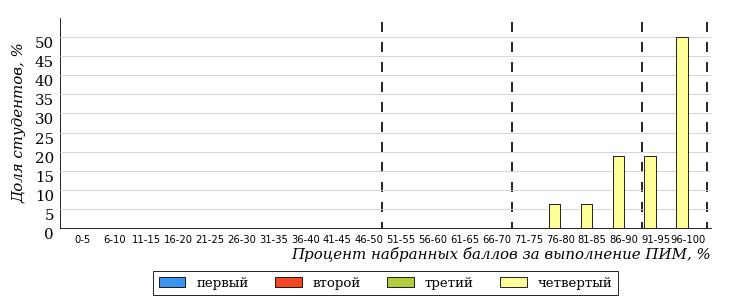 Доля студентов, %
50
45
40
35
30
25
20
15
10
5
0
0-5 6-10 11-15 16-20 21-25 26-30 31-35 36-40 41-45 46-50 51-55 56-60 61-65 66-70 71-75 76-80 81-85 86-90 91-95 96-100
Процент набранных баллов за выполнение ПИМ, %
первый второй третий четвертый